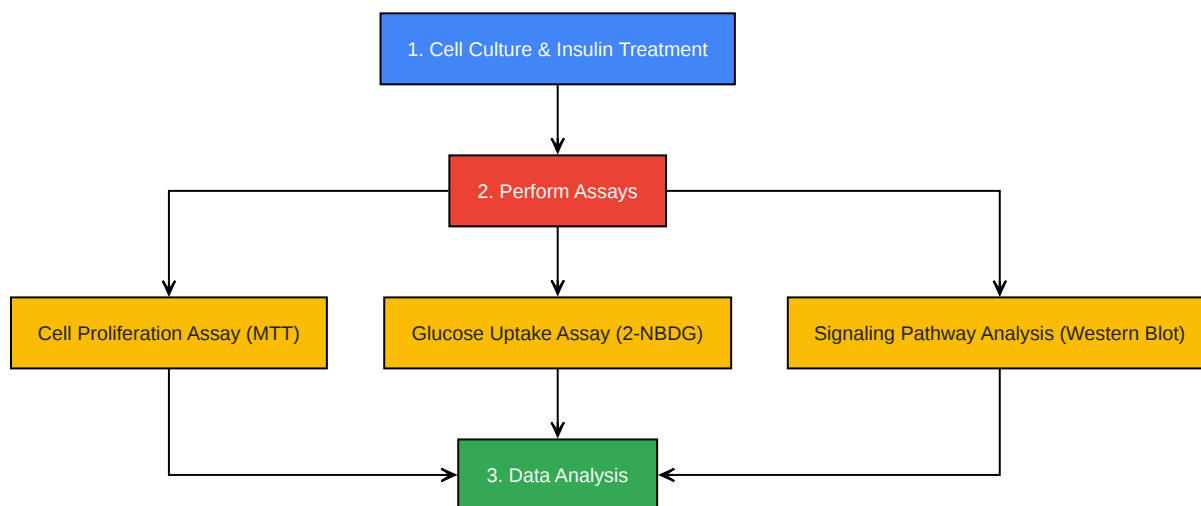 1. Cell Culture & Insulin Treatment
2. Perform Assays
Cell Proliferation Assay (MTT)
Glucose Uptake Assay (2-NBDG)
Signaling Pathway Analysis (Western Blot)
3. Data Analysis